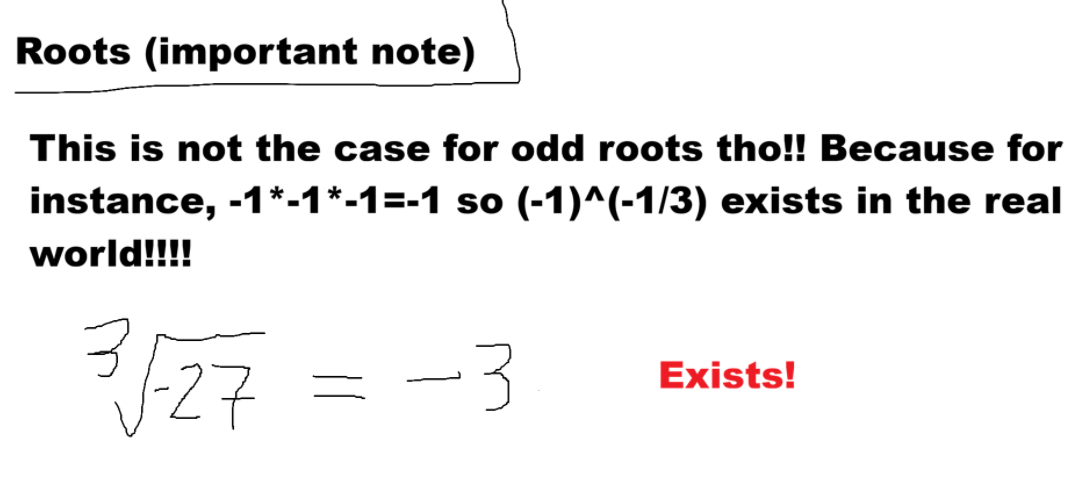 Roots (important note)
This is not the case for odd roots tho!! Because for
instance, -1*-1*-1=-1 so (-1)^(-1/3) exists in the real
world!!!!
∛-27 = -3
Exists!